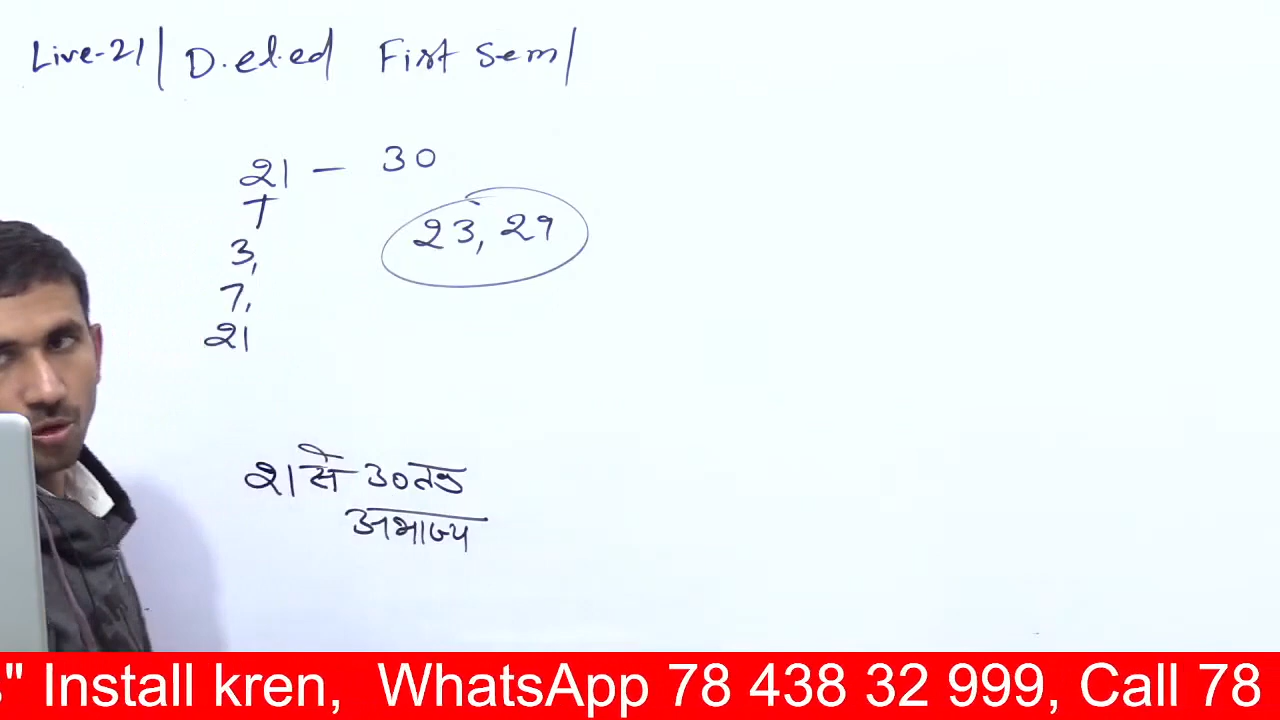 Live-21 | D.el.ed First Sem |
21 - 30
1
3,
7,
21
23, 29
21 से 30 तक
अभाज्य
s" Install kren, WhatsApp 78 438 32 999, Call 78